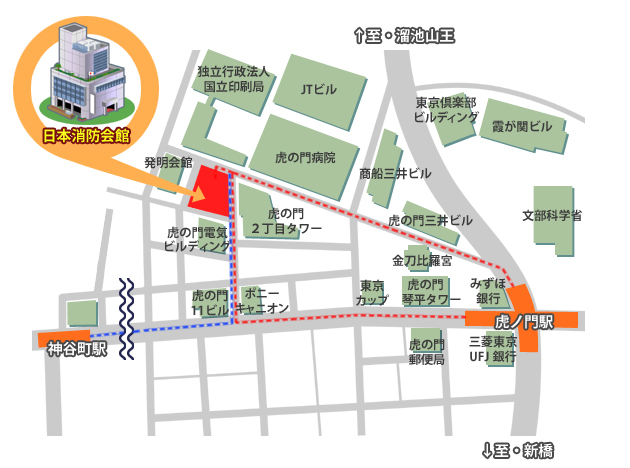 ↑至・溜池山王
独立行政法人
国立印刷局
JTビル
東京倶楽部
ビルディング
霞が関ビル
日本消防会館
発明会館
虎の門病院
商船三井ビル
虎の門
2丁目タワー
虎の門三井ビル
文部科学省
虎の門電気
ビルディング
金刀比羅宮
虎の門
11ビル
ポニー
キャニオン
東京
カップ
虎の門
琴平タワー
みずほ
銀行
虎ノ門駅
神谷町駅
虎の門
郵便局
三菱東京
UFJ 銀行
↓至・新橋